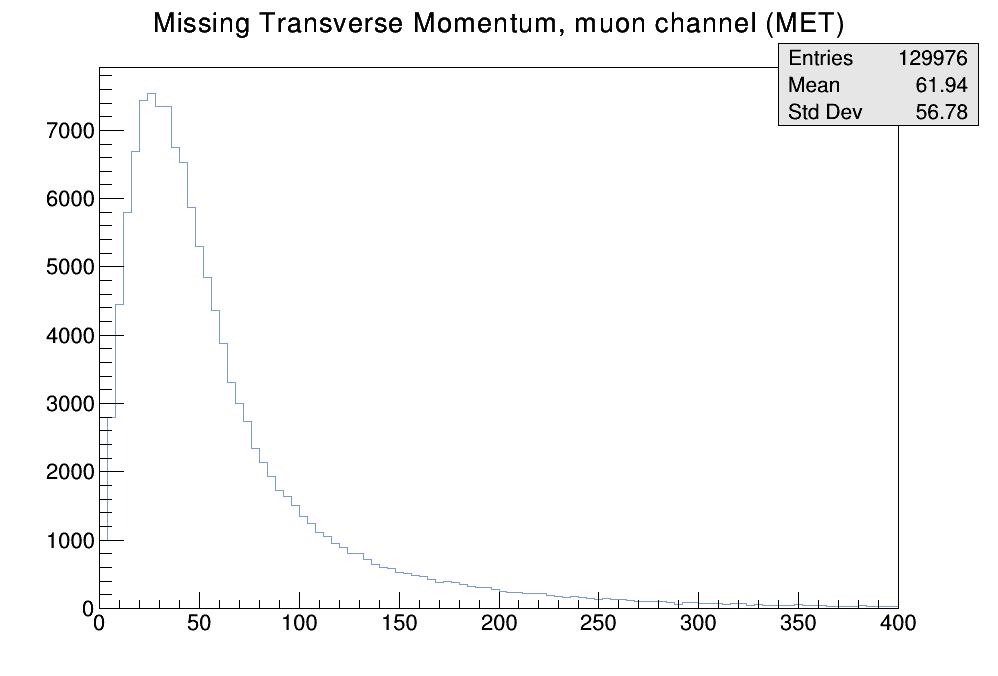 Missing Transverse Momentum, muon channel (MET)
Entries 129976
Mean 61.94
Std Dev 56.78
7000
6000
5000
4000
3000
2000
1000
0
0 50 100 150 200 250 300 350 400